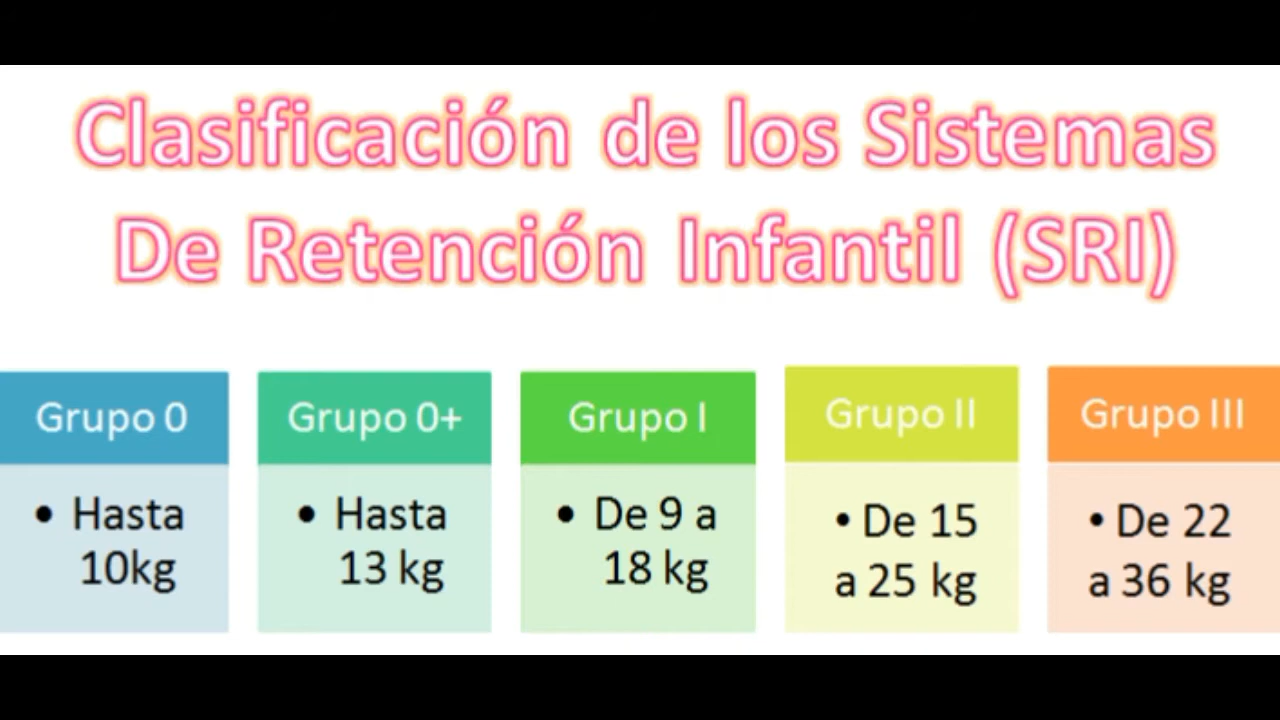 Clasificación de los Sistemas
De Retención Infantil (SRI)
Grupo 0
• Hasta
10kg
Grupo 0+
• Hasta
13 kg
Grupo I
• De 9 a
18 kg
Grupo II
• De 15
a 25 kg
Grupo III
• De 22
a 36 kg